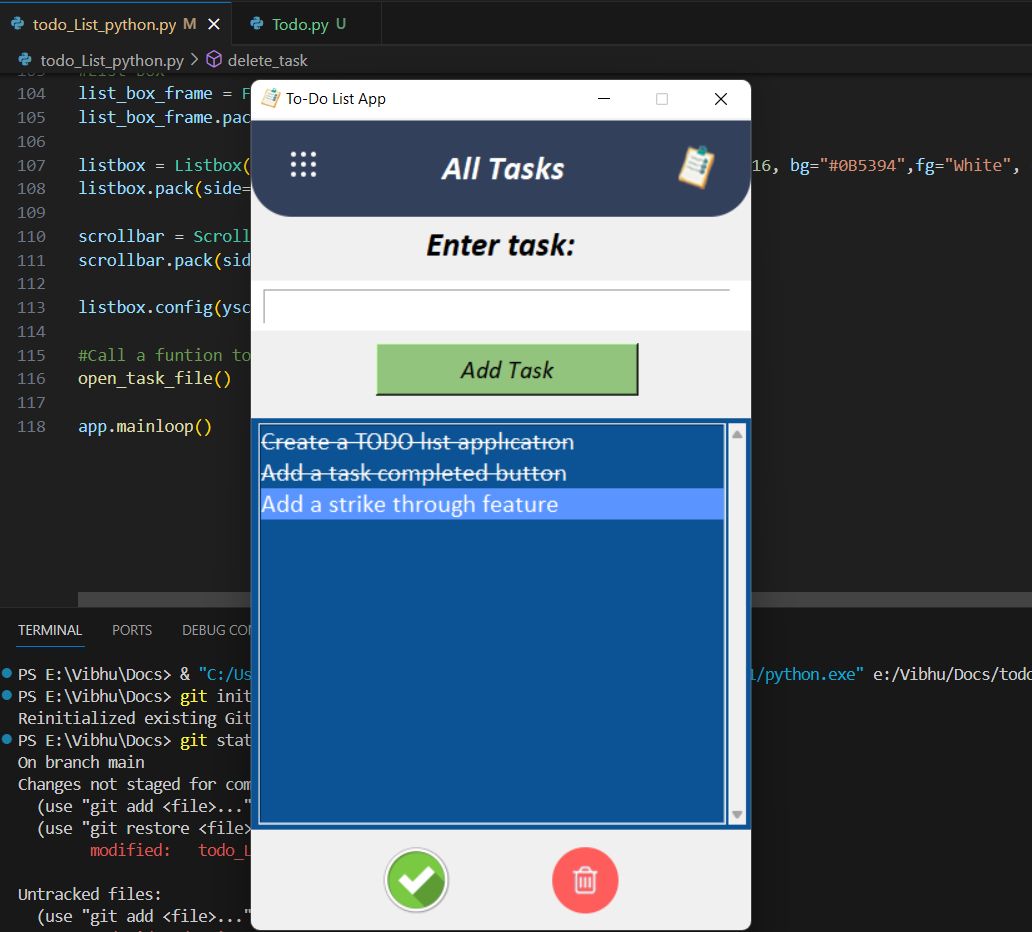 todo_List_python.py M
Todo.py U
todo_List_python.py > delete_task
To-Do List App
104 list_box_frame = F
105 list_box_frame.pac
106
107 listbox = Listbox( 16, bg="#0B5394",fg="White",
108 listbox.pack(side=
109
110 scrollbar = Scroll
111 scrollbar.pack(sid
112
113 listbox.config(ysc
114
115 #Call a funtion to
116 open_task_file()
117
118 app.mainloop()
All Tasks
Enter task:
Add Task
Create a TODO list application
Add a task completed button
Add a strike through feature
TERMINAL PORTS DEBUG CON
PS E:\Vibhu\Docs> & "C:/Us 1/python.exe" e:/Vibhu/Docs/todo
PS E:\Vibhu\Docs> git init
Reinitialized existing Git
PS E:\Vibhu\Docs> git stat
On branch main
Changes not staged for com
(use "git add <file>..."
(use "git restore <file>
modified: todo_L
Untracked files:
(use "git add <file>..."